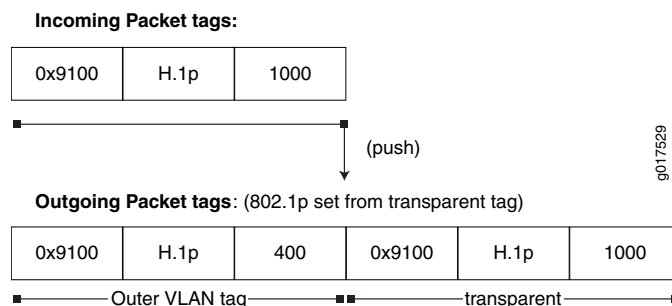 Incoming Packet tags:
0x9100 H.1p 1000
(push)
g017529
Outgoing Packet tags: (802.1p set from transparent tag)
0x9100 H.1p 400 0x9100 H.1p 1000
Outer VLAN tag transparent